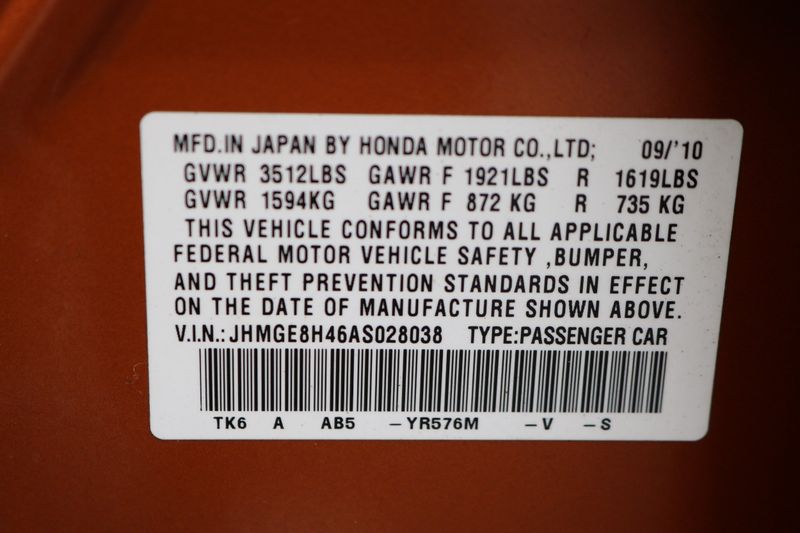 MFD.IN JAPAN BY HONDA MOTOR CO.,LTD; 09/'10
GVWR 3512LBS GAWR F 1921LBS R 1619LBS
GVWR 1594KG GAWR F 872 KG R 735 KG
THIS VEHICLE CONFORMS TO ALL APPLICABLE
FEDERAL MOTOR VEHICLE SAFETY ,BUMPER,
AND THEFT PREVENTION STANDARDS IN EFFECT
ON THE DATE OF MANUFACTURE SHOWN ABOVE.
V.I.N.: JHMGE8H46AS028038 TYPE:PASSENGER CAR
TK6 A AB5 –YR576M –V –S